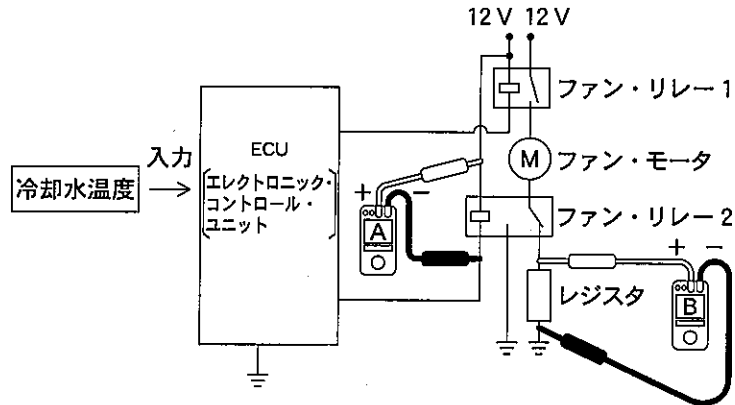 12 V 12 V
ファン・リレー 1
ECU
エレクトロニック・
コントロール・
ユニット
入力
冷却水温度
M
ファン・モータ
+ −
A
ファン・リレー 2
+ −
レジスタ
B